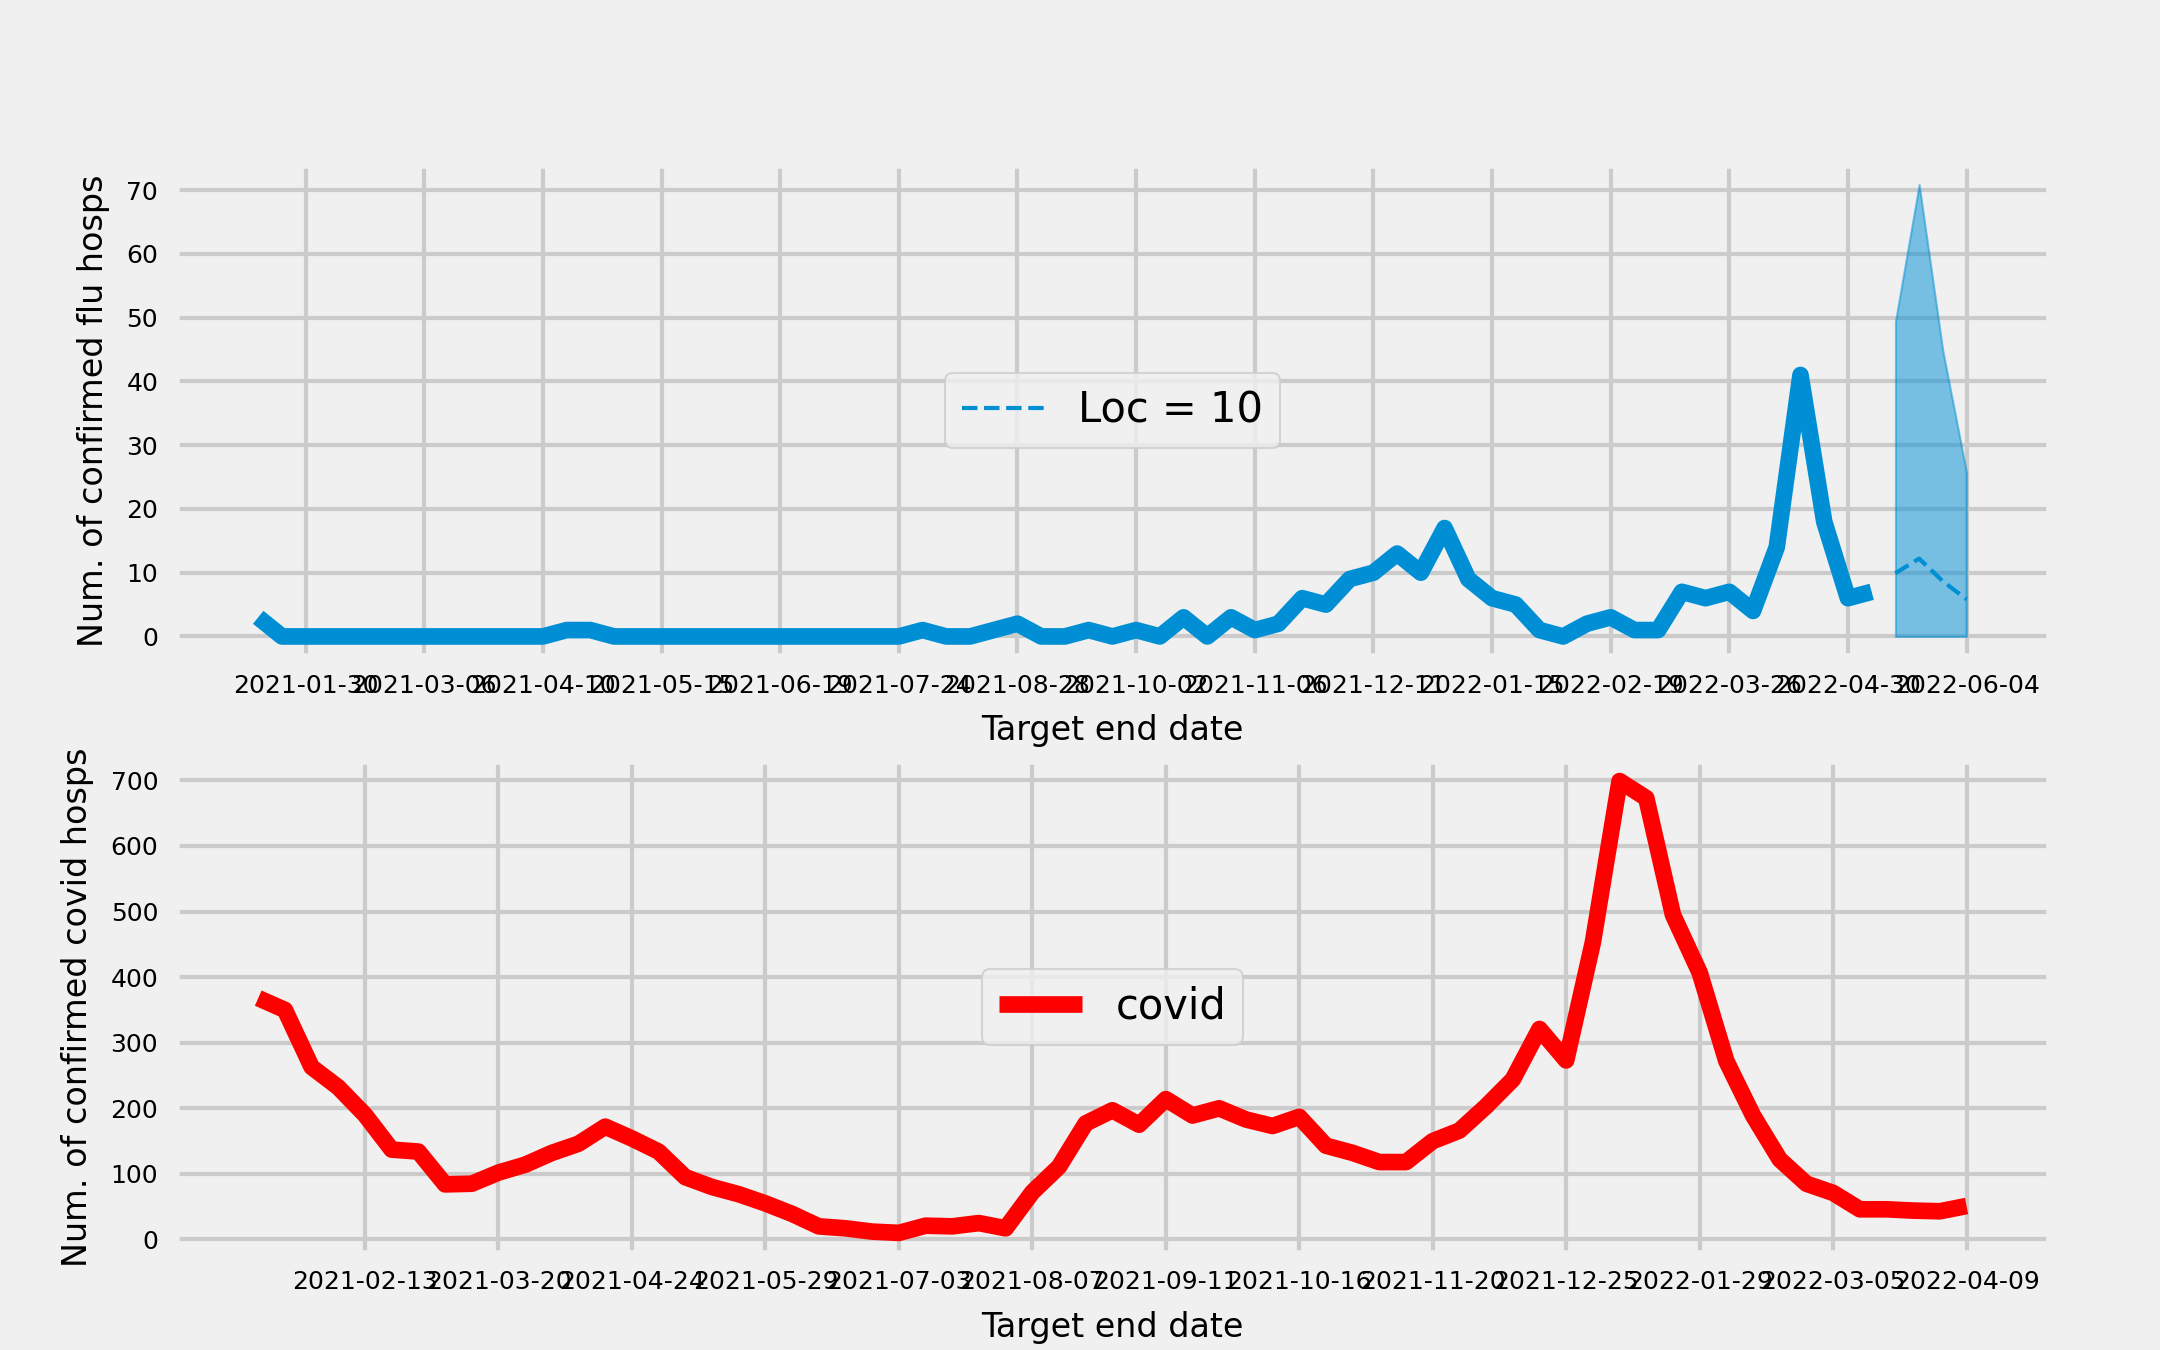 Num. of confirmed flu hosps
70
60
50
40
30
20
10
0
Loc = 10
2021-01-30 2021-03-06 2021-04-10 2021-05-15 2021-06-19 2021-07-24 2021-08-28 2021-10-02 2021-11-06 2021-12-11 2022-01-15 2022-02-19 2022-03-26 2022-04-30 2022-06-04
Target end date
Num. of confirmed covid hosps
700
600
500
400
300
200
100
0
covid
2021-02-13 2021-03-20 2021-04-24 2021-05-29 2021-07-03 2021-08-07 2021-09-11 2021-10-16 2021-11-20 2021-12-25 2022-01-29 2022-03-05 2022-04-09
Target end date